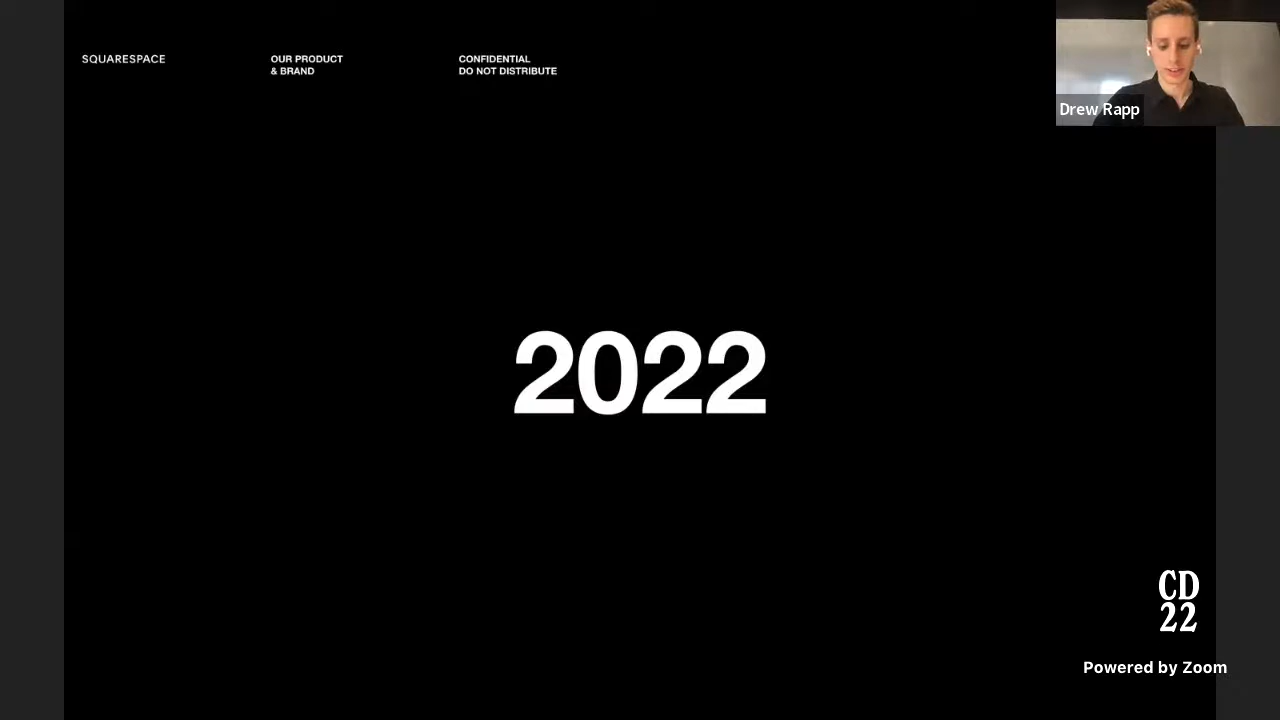 SQUARESPACE
OUR PRODUCT
& BRAND
CONFIDENTIAL
DO NOT DISTRIBUTE
Drew Rapp
2022
CD
22
Powered by Zoom